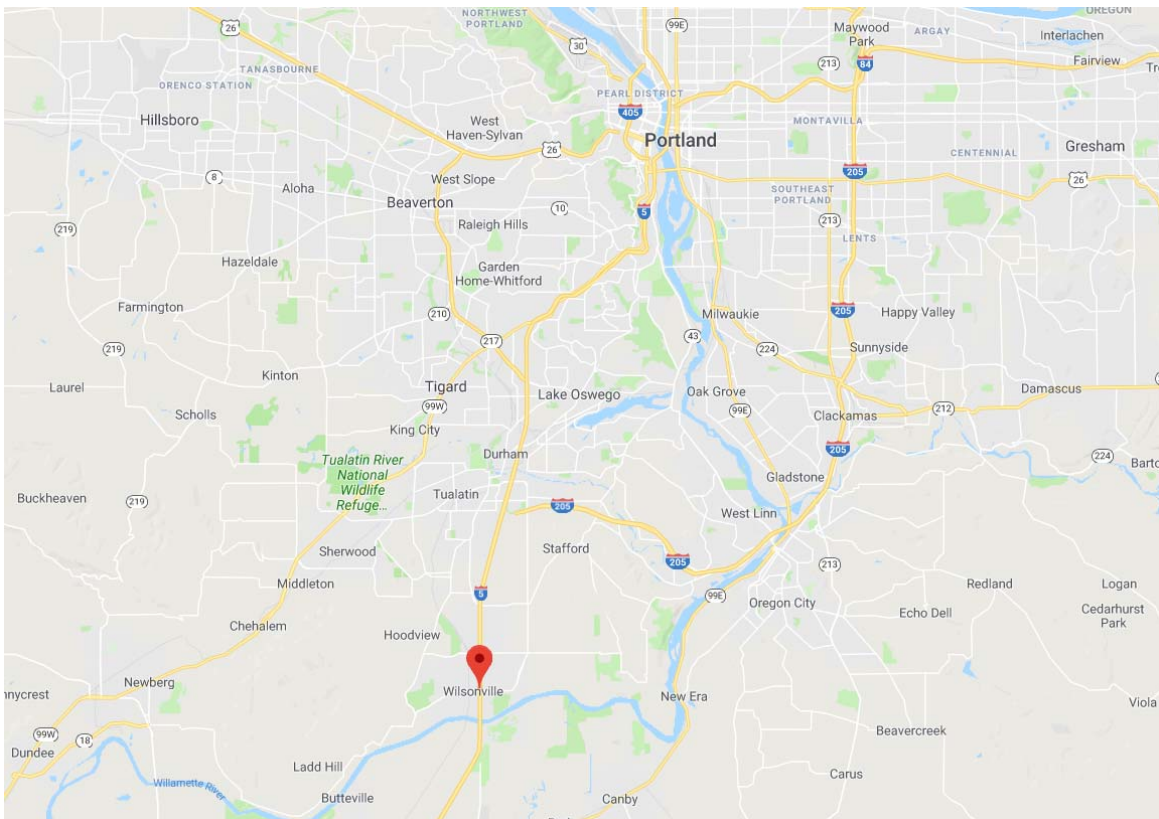 NORTHWEST
PORTLAND
99E
OREGON
26
30
Maywood
Park
ARGAY
Interlachen
213
84
Fairview
TANASBOURNE
ORENCO STATION
PEARL DISTRICT
405
Hillsboro
West
Haven-Sylvan
MONTAVILLA
Portland
26
CENTENNIAL
Gresham
8
Aloha
West Slope
205
26
Beaverton
SOUTHEAST
PORTLAND
10
5
213
219
Raleigh Hills
LENTS
Hazeldale
Garden
Home-Whitford
Farmington
210
Milwaukie
205
Happy Valley
217
43
224
Sunnyside
219
Laurel
Kinton
Tigard
Lake Oswego
Oak Grove
Damascus
Scholls
99W
99E
Clackamas
212
King City
205
Durham
224
Tualatin River
National
Wildlife
Refuge...
Gladstone
Buckheaven
219
Tualatin
205
West Linn
Sherwood
Stafford
205
213
Middleton
5
99E
Oregon City
Redland
Logan
Echo Dell
Cedarhurst
Park
Chehalem
Hoodview
Newberg
Wilsonville
New Era
Viola
99W
18
Dundee
Beavercreek
Ladd Hill
Willamette River
Butteville
Carus
Canby